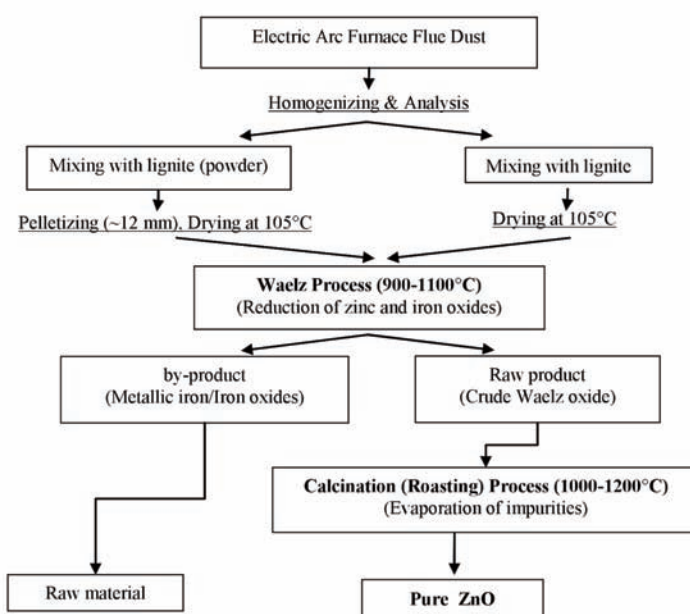 Electric Arc Furnace Flue Dust
Homogenizing & Analysis
Mixing with lignite (powder)
Mixing with lignite
Pelletizing (~12 mm), Drying at 105°C
Drying at 105°C
Waelz Process (900-1100°C)
(Reduction of zinc and iron oxides)
by-product
(Metallic iron/Iron oxides)
Raw product
(Crude Waelz oxide)
Calcination (Roasting) Process (1000-1200°C)
(Evaporation of impurities)
Raw material
Pure ZnO